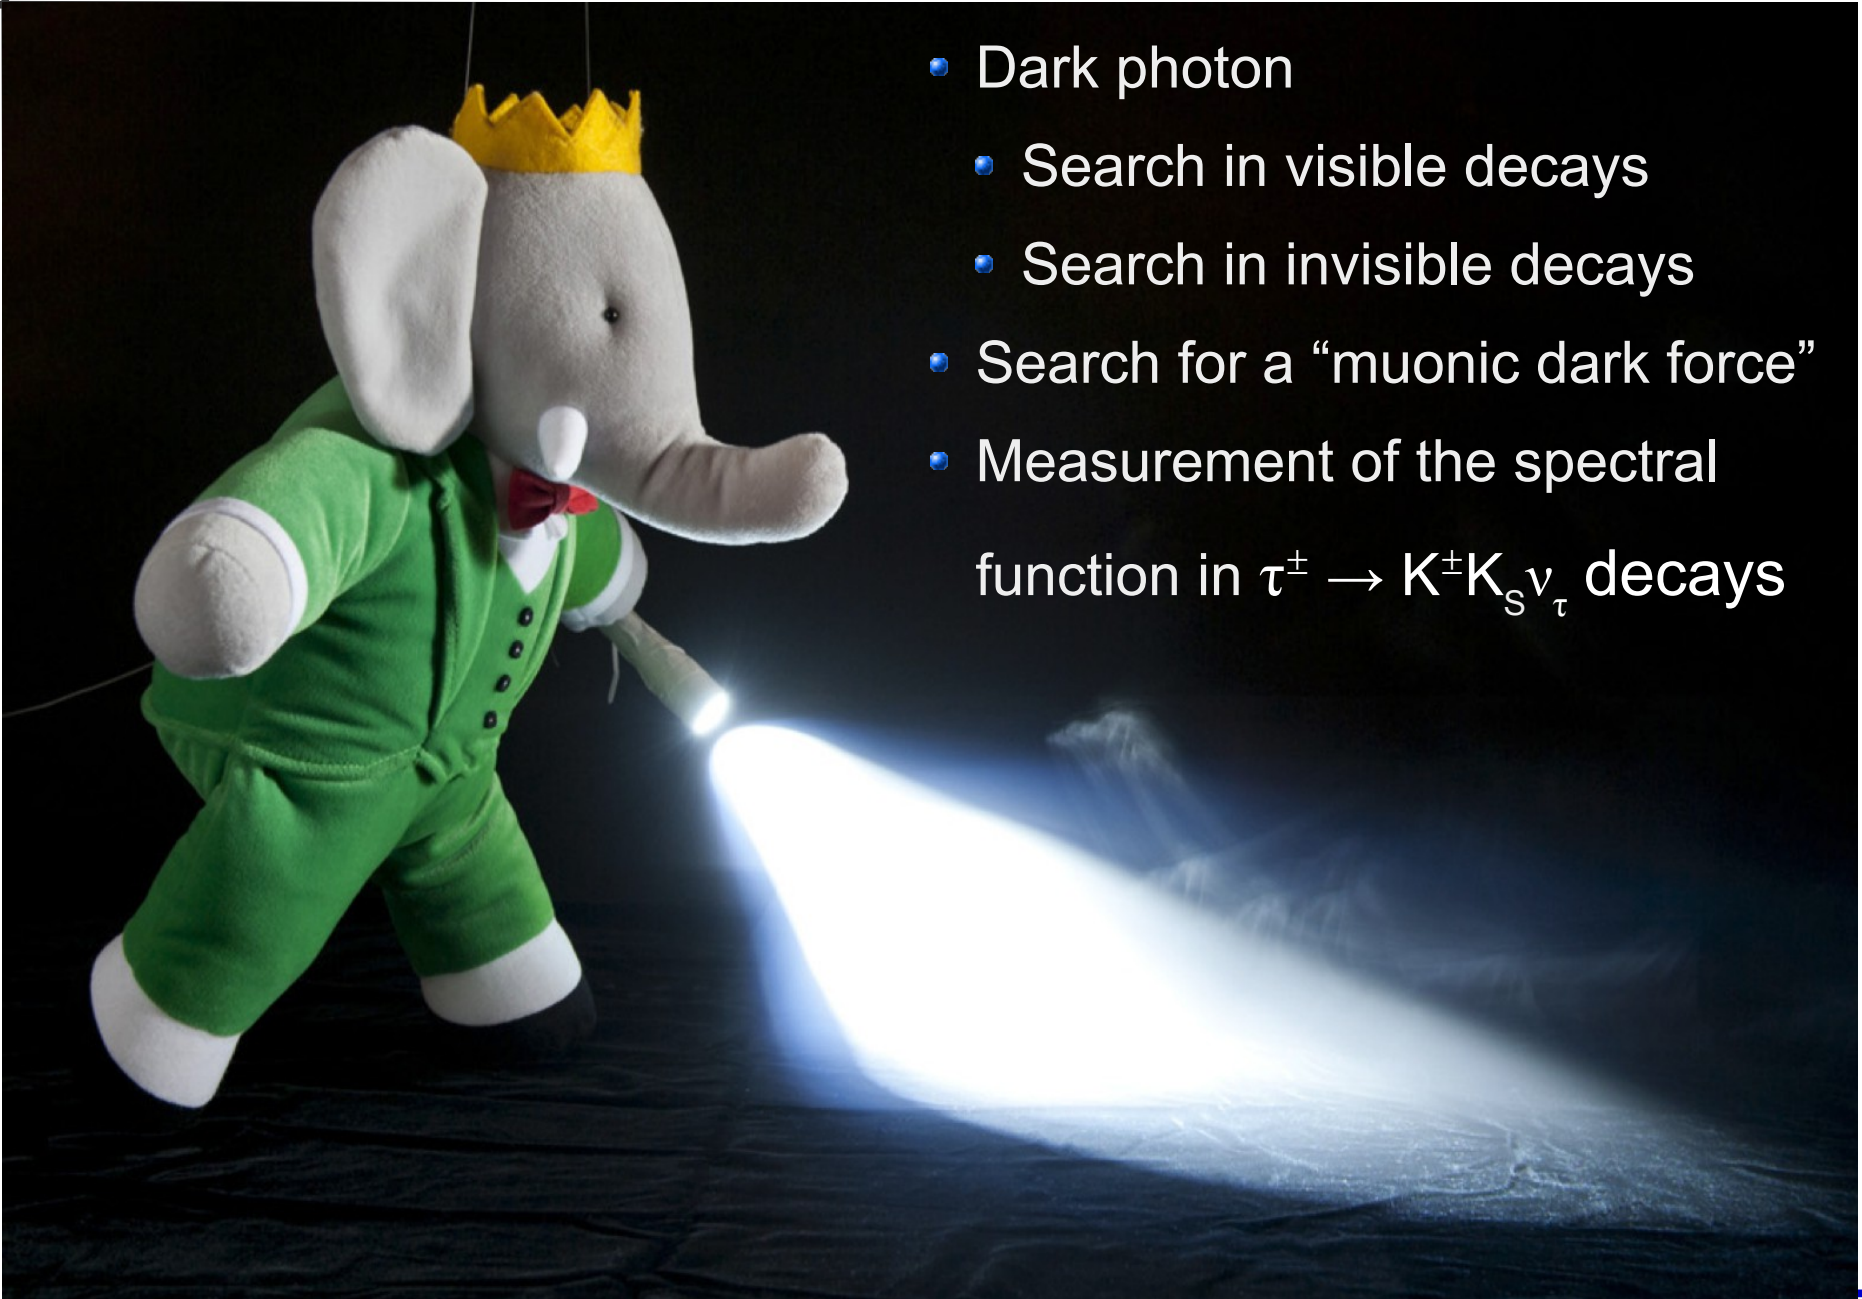 Dark photon
Search in visible decays
Search in invisible decays
Search for a “muonic dark force”
Measurement of the spectral
function in τ± → K±K_Sν_τ decays